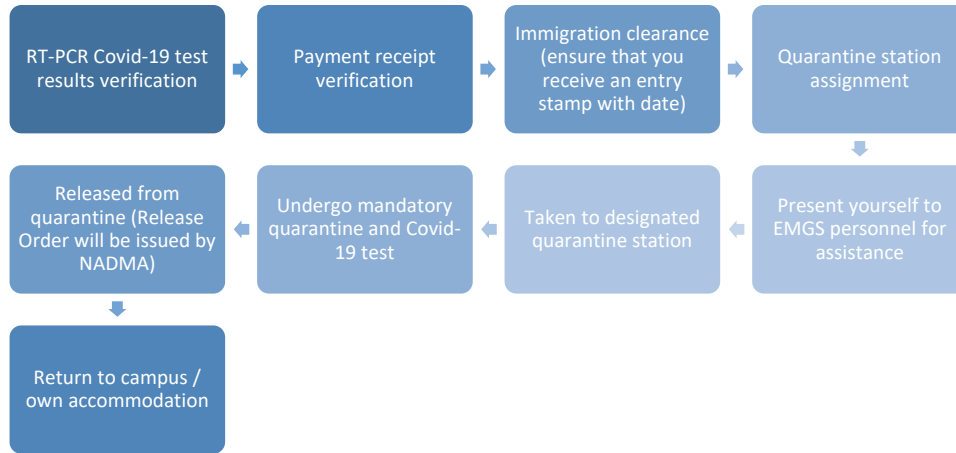 RT-PCR Covid-19 test
results verification
Payment receipt
verification
Immigration clearance
(ensure that you
receive an entry
stamp with date)
Quarantine station
assignment
Present yourself to
EMGS personnel for
assistance
Taken to designated
quarantine station
Undergo mandatory
quarantine and Covid-
19 test
Released from
quarantine (Release
Order will be issued by
NADMA)
Return to campus /
own accommodation